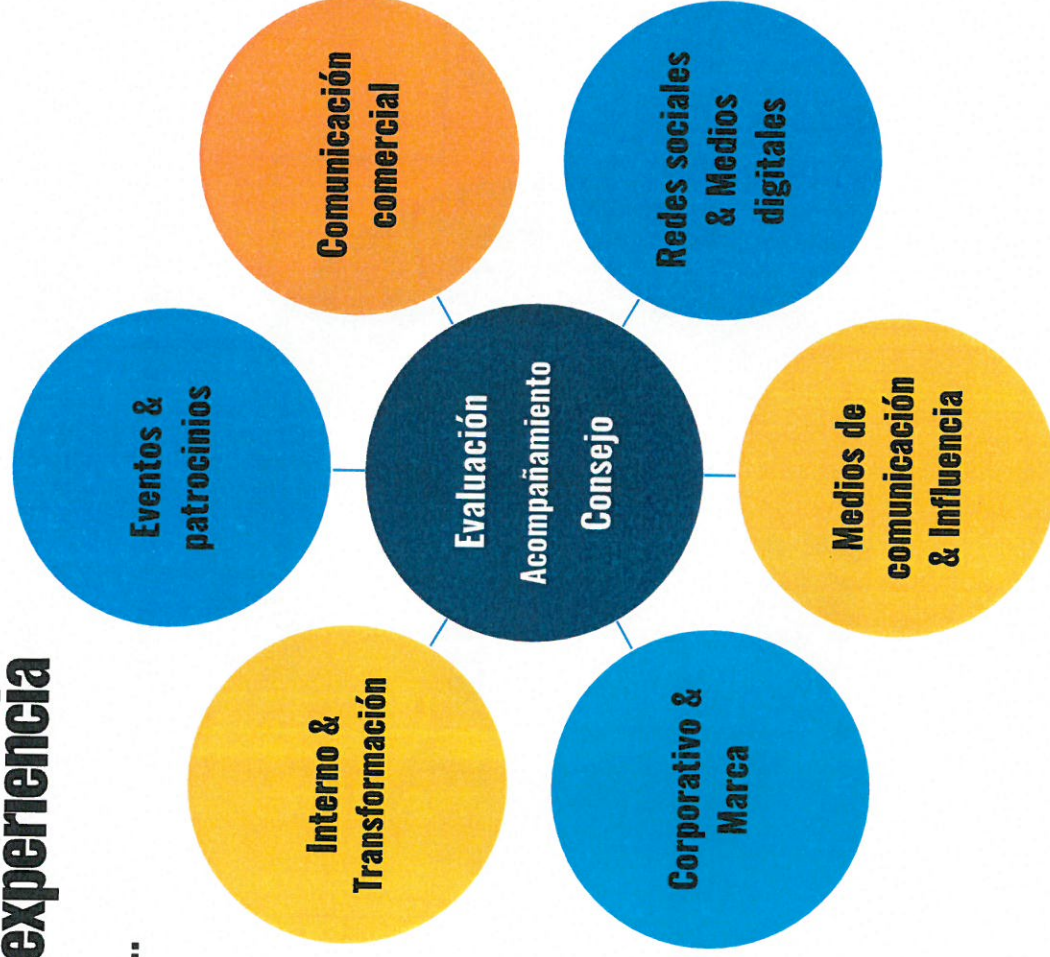 experiencia
...
Eventos &
patrocinios
Interno &
Transformación
Comunicación
comercial
Evaluación
Acompañamiento
Consejo
Corporativo &
Marca
Redes sociales
& Medios
digitales
Medios de
comunicación
& Influencia